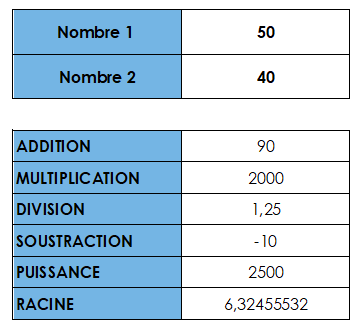 Nombre 1 50
Nombre 2 40
ADDITION 90
MULTIPLICATION 2000
DIVISION 1,25
SOUSTRACTION -10
PUISSANCE 2500
RACINE 6,32455532